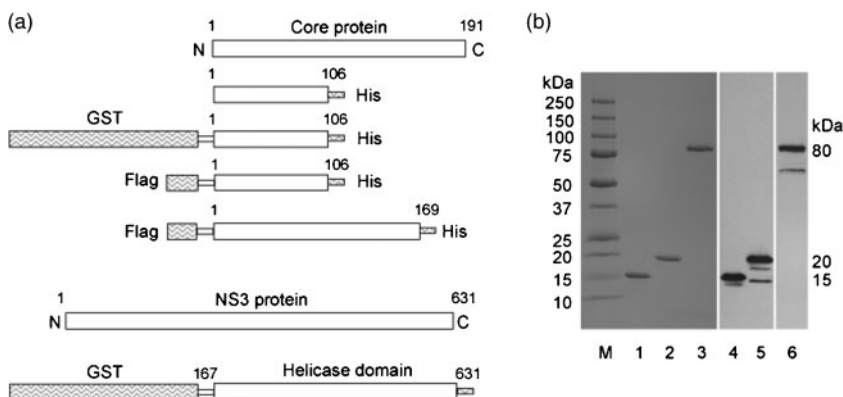 (a)
1 191
N Core protein C
1 106
His
GST 1 106
His
1 106
Flag His
1 169
Flag His
1 631
N NS3 protein C
GST 167 Helicase domain 631
(b)
kDa
250
150
100
75
50
37
25
20
15
10
kDa
80
20
15
M 1 2 3 4 5 6